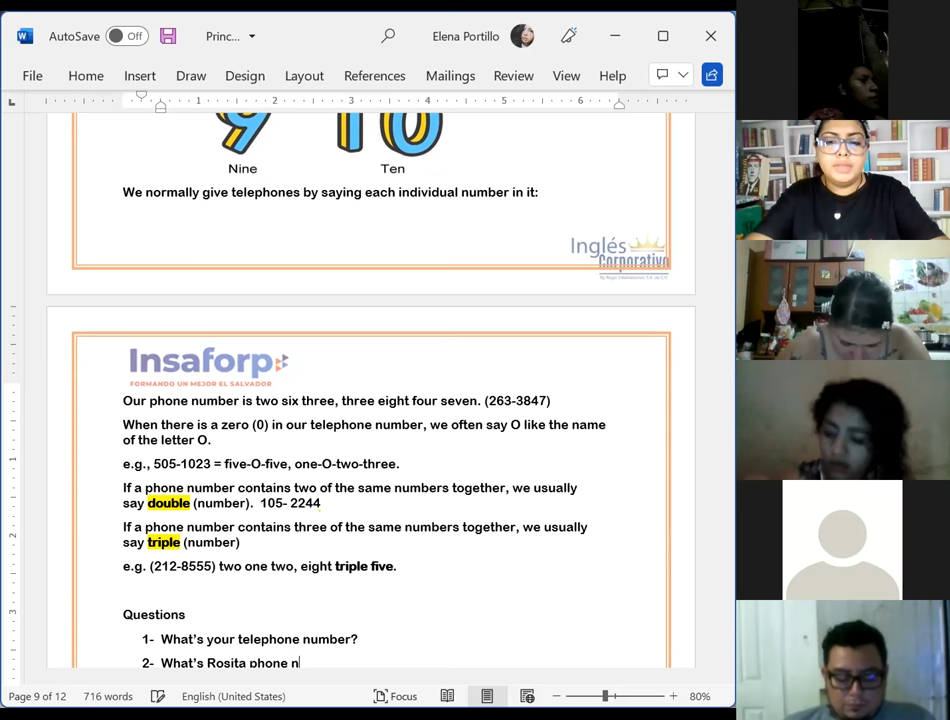 AutoSave Off Princ... Elena Portillo
File Home Insert Draw Design Layout References Mailings Review View Help
1 2 3 4 5 6
Nine Ten
We normally give telephones by saying each individual number in it:
Inglés
Corporativo
Insaforp
FORMANDO UN MEJOR EL SALVADOR
Our phone number is two six three, three eight four seven. (263-3847)
When there is a zero (0) in our telephone number, we often say O like the name
of the letter O.
e.g., 505-1023 = five-O-five, one-O-two-three.
If a phone number contains two of the same numbers together, we usually
say double (number). 105- 2244
If a phone number contains three of the same numbers together, we usually
say triple (number)
e.g. (212-8555) two one two, eight triple five.
Questions
1- What's your telephone number?
2- What's Rosita phone n
Page 9 of 12 716 words English (United States) Focus 80%